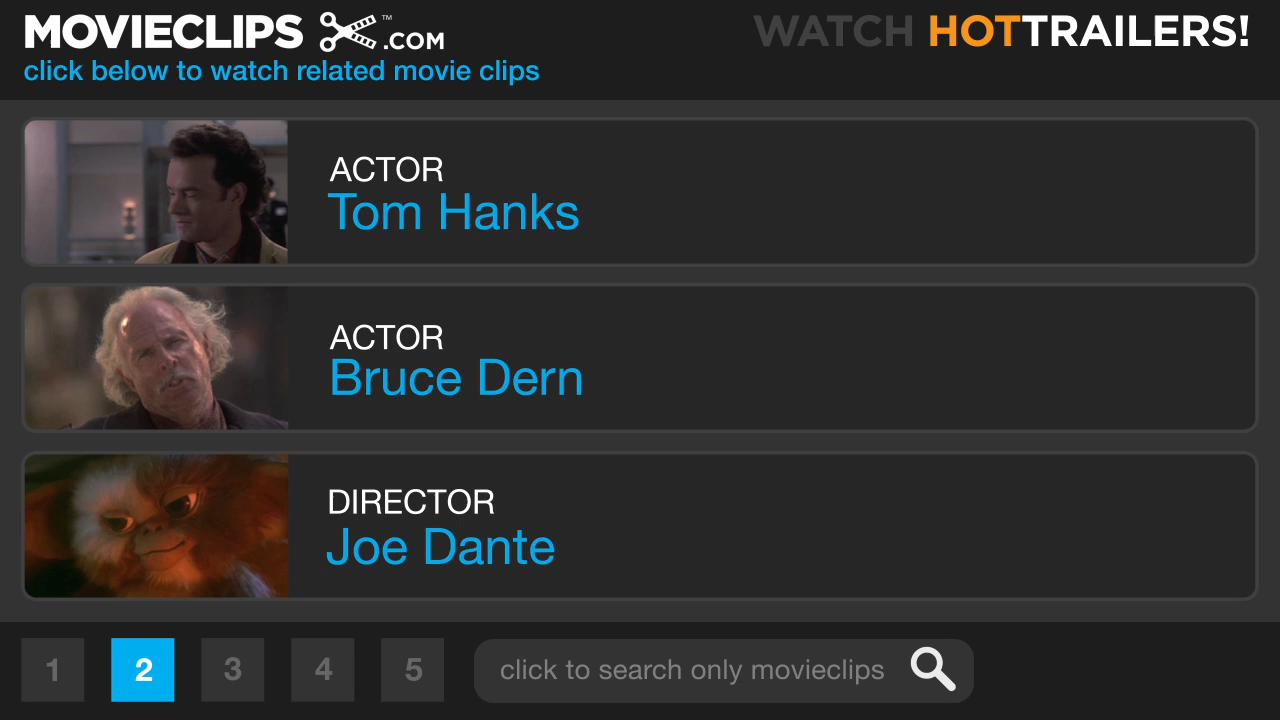 MOVIECLIPS ™ .COM
WATCH HOTTRAILERS!
click below to watch related movie clips
ACTOR
Tom Hanks
ACTOR
Bruce Dern
DIRECTOR
Joe Dante
1 2 3 4 5
click to search only movieclips